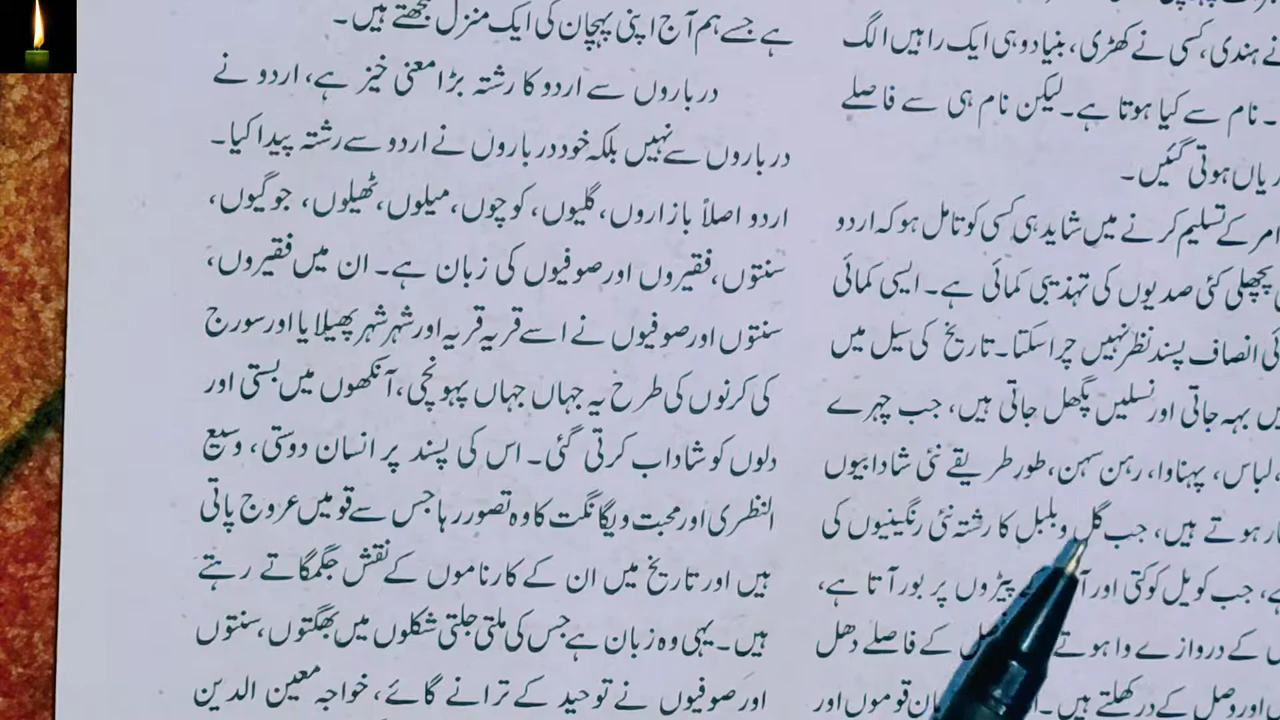 نے ہندی، کسی نے کھڑی، بنیاد وہی ایک راہیں الگ
۔ نام سے کیا ہوتا ہے۔ لیکن نام ہی سے فاصلے
ہوتی گئیں۔
امر کے تسلیم کرنے میں شاید ہی کسی کو تامل ہو کہ اردو
پچھلی کئی صدیوں کی تہذیبی کمائی ہے۔ ایسی کمائی
انصاف پسند نظر نہیں چرا سکتا۔ تاریخ کی سیل میں
بہہ جاتی اور نسلیں پگھل جاتی ہیں، جب چہرے
لباس، پہناوا، رہن سہن، طور طریقے نئی شادابیوں
ہوتے ہیں، جب گل وبلبل کا رشتہ نئی رنگینیوں کی
جب کویل کوکتی اور پیڑوں پر بور آتا ہے،
کے دروازے وا ہوتے کے فاصلے دھل
اور وصل کے در کھلتے ہیں۔ قوموں اور
ہے جسے ہم آج اپنی پہچان کی ایک منزل سمجھتے ہیں۔
درباروں سے اردو کا رشتہ بڑا معنی خیز ہے، اردو نے
درباروں سے نہیں بلکہ خود درباروں نے اردو سے رشتہ پیدا کیا۔
اردو اصلاً بازاروں، گلیوں، کوچوں، میلوں، ٹھیلوں، جوگیوں،
سنتوں، فقیروں اور صوفیوں کی زبان ہے۔ ان میں فقیروں،
سنتوں اور صوفیوں نے اسے قریہ قریہ اور شہر شہر پھیلایا اور سورج
کی کرنوں کی طرح یہ جہاں جہاں پہونچی، آنکھوں میں بستی اور
دلوں کو شاداب کرتی گئی۔ اس کی پسند پر انسان دوستی، وسیع
النظری اور محبت ویگانگت کا وہ تصور رہا جس سے قومیں عروج پاتی
ہیں اور تاریخ میں ان کے کارناموں کے نقش جگمگاتے رہتے
ہیں۔ یہی وہ زبان ہے جس کی ملتی جلتی شکلوں میں بھگتوں، سنتوں
اور صوفیوں نے توحید کے ترانے گائے، خواجہ معین الدین